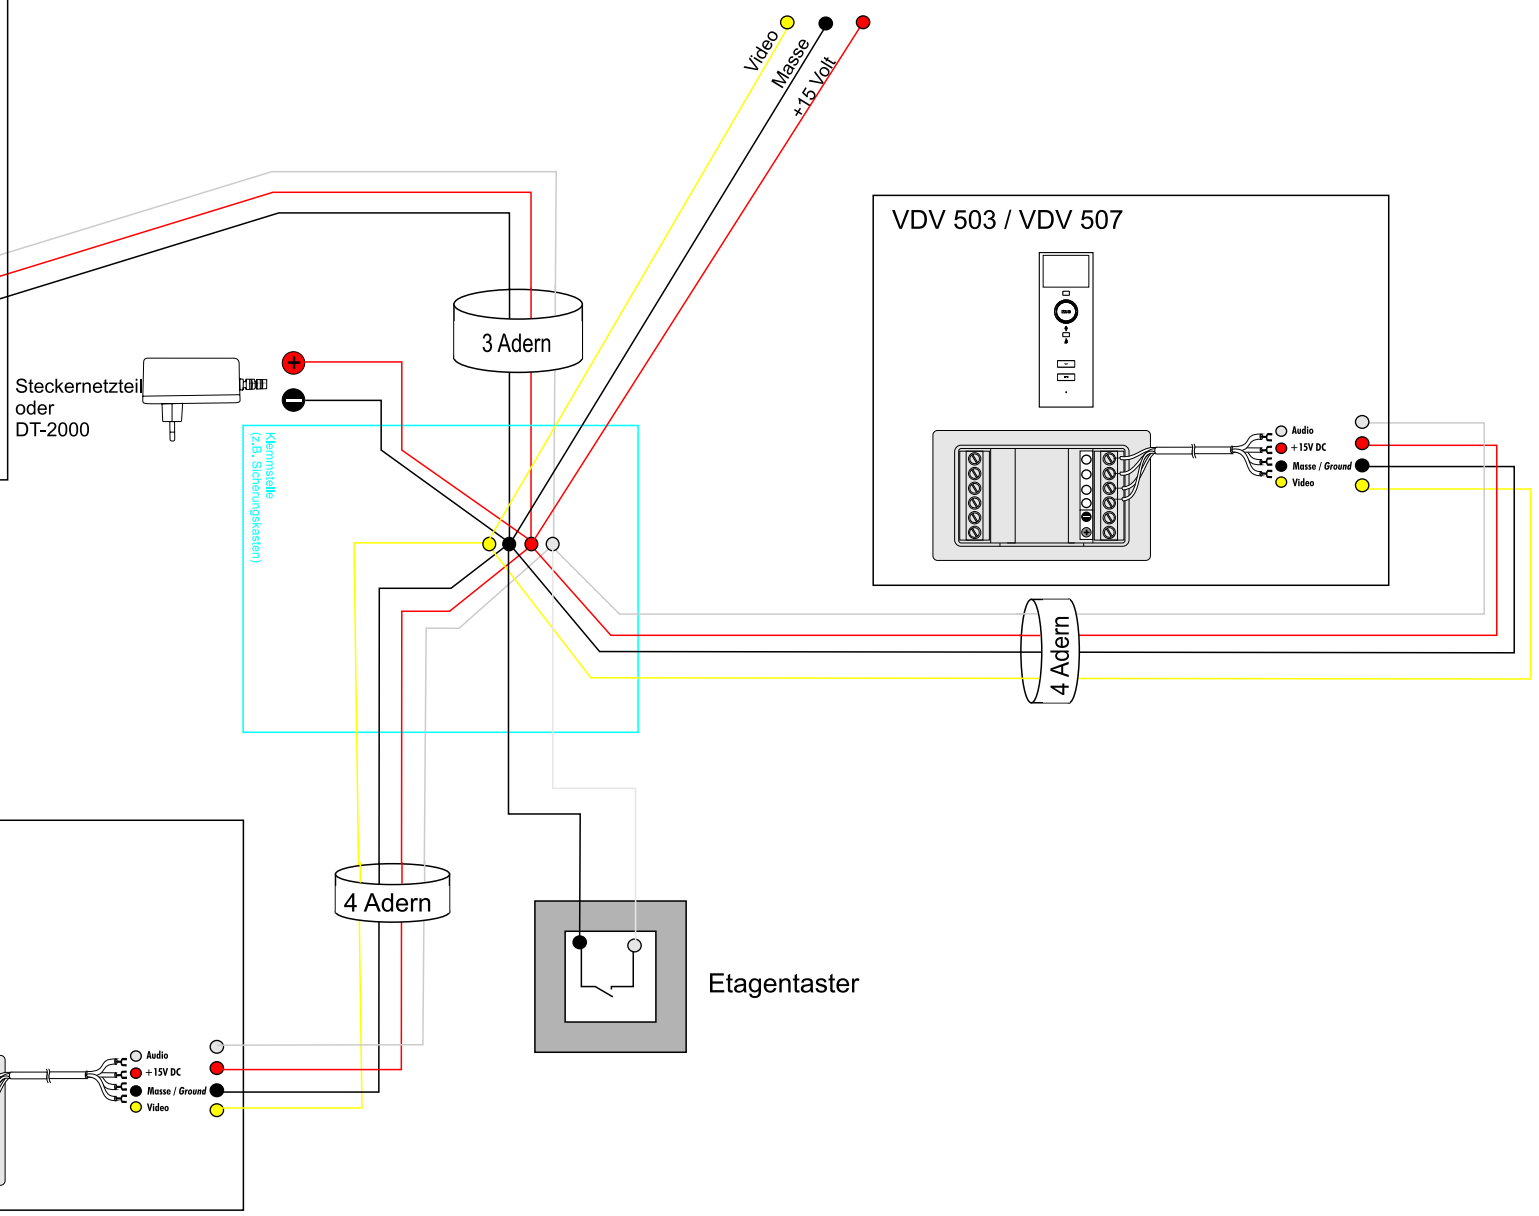 Video
Masse
+15 Volt
VDV 503 / VDV 507
3 Adern
Steckernetzteil
oder
DT-2000
Klemmstelle
(z.B. Sicherungskasten)
Audio
+15V DC
Masse / Ground
Video
4 Adern
4 Adern
Etagentaster
Audio
+15V DC
Masse / Ground
Video